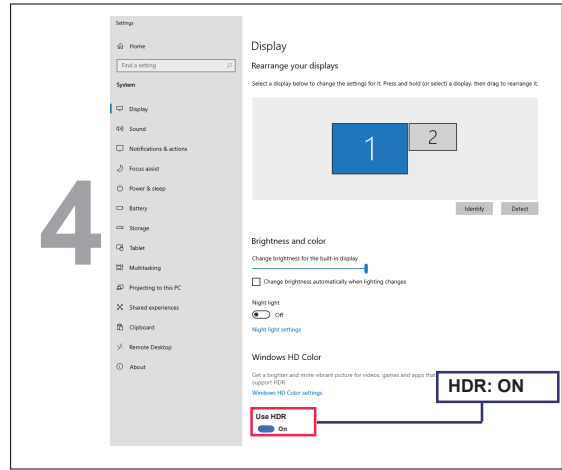 4
Settings
Home
Find a setting
System
Display
Sound
Notifications & actions
Focus assist
Power & sleep
Battery
Storage
Tablet
Multitasking
Projecting to this PC
Shared experiences
Clipboard
Remote Desktop
About
Display
Rearrange your displays
Select a display below to change the settings for it. Press and hold (or select) a display, then drag to rearrange it.
1
2
Identify
Detect
Brightness and color
Change brightness for the built-in display
Change brightness automatically when lighting changes
Night light
Off
Night light settings
Windows HD Color
Get a brighter and more vibrant picture for videos, games and apps that
support HDR.
Windows HD Color settings
Use HDR
On
HDR: ON